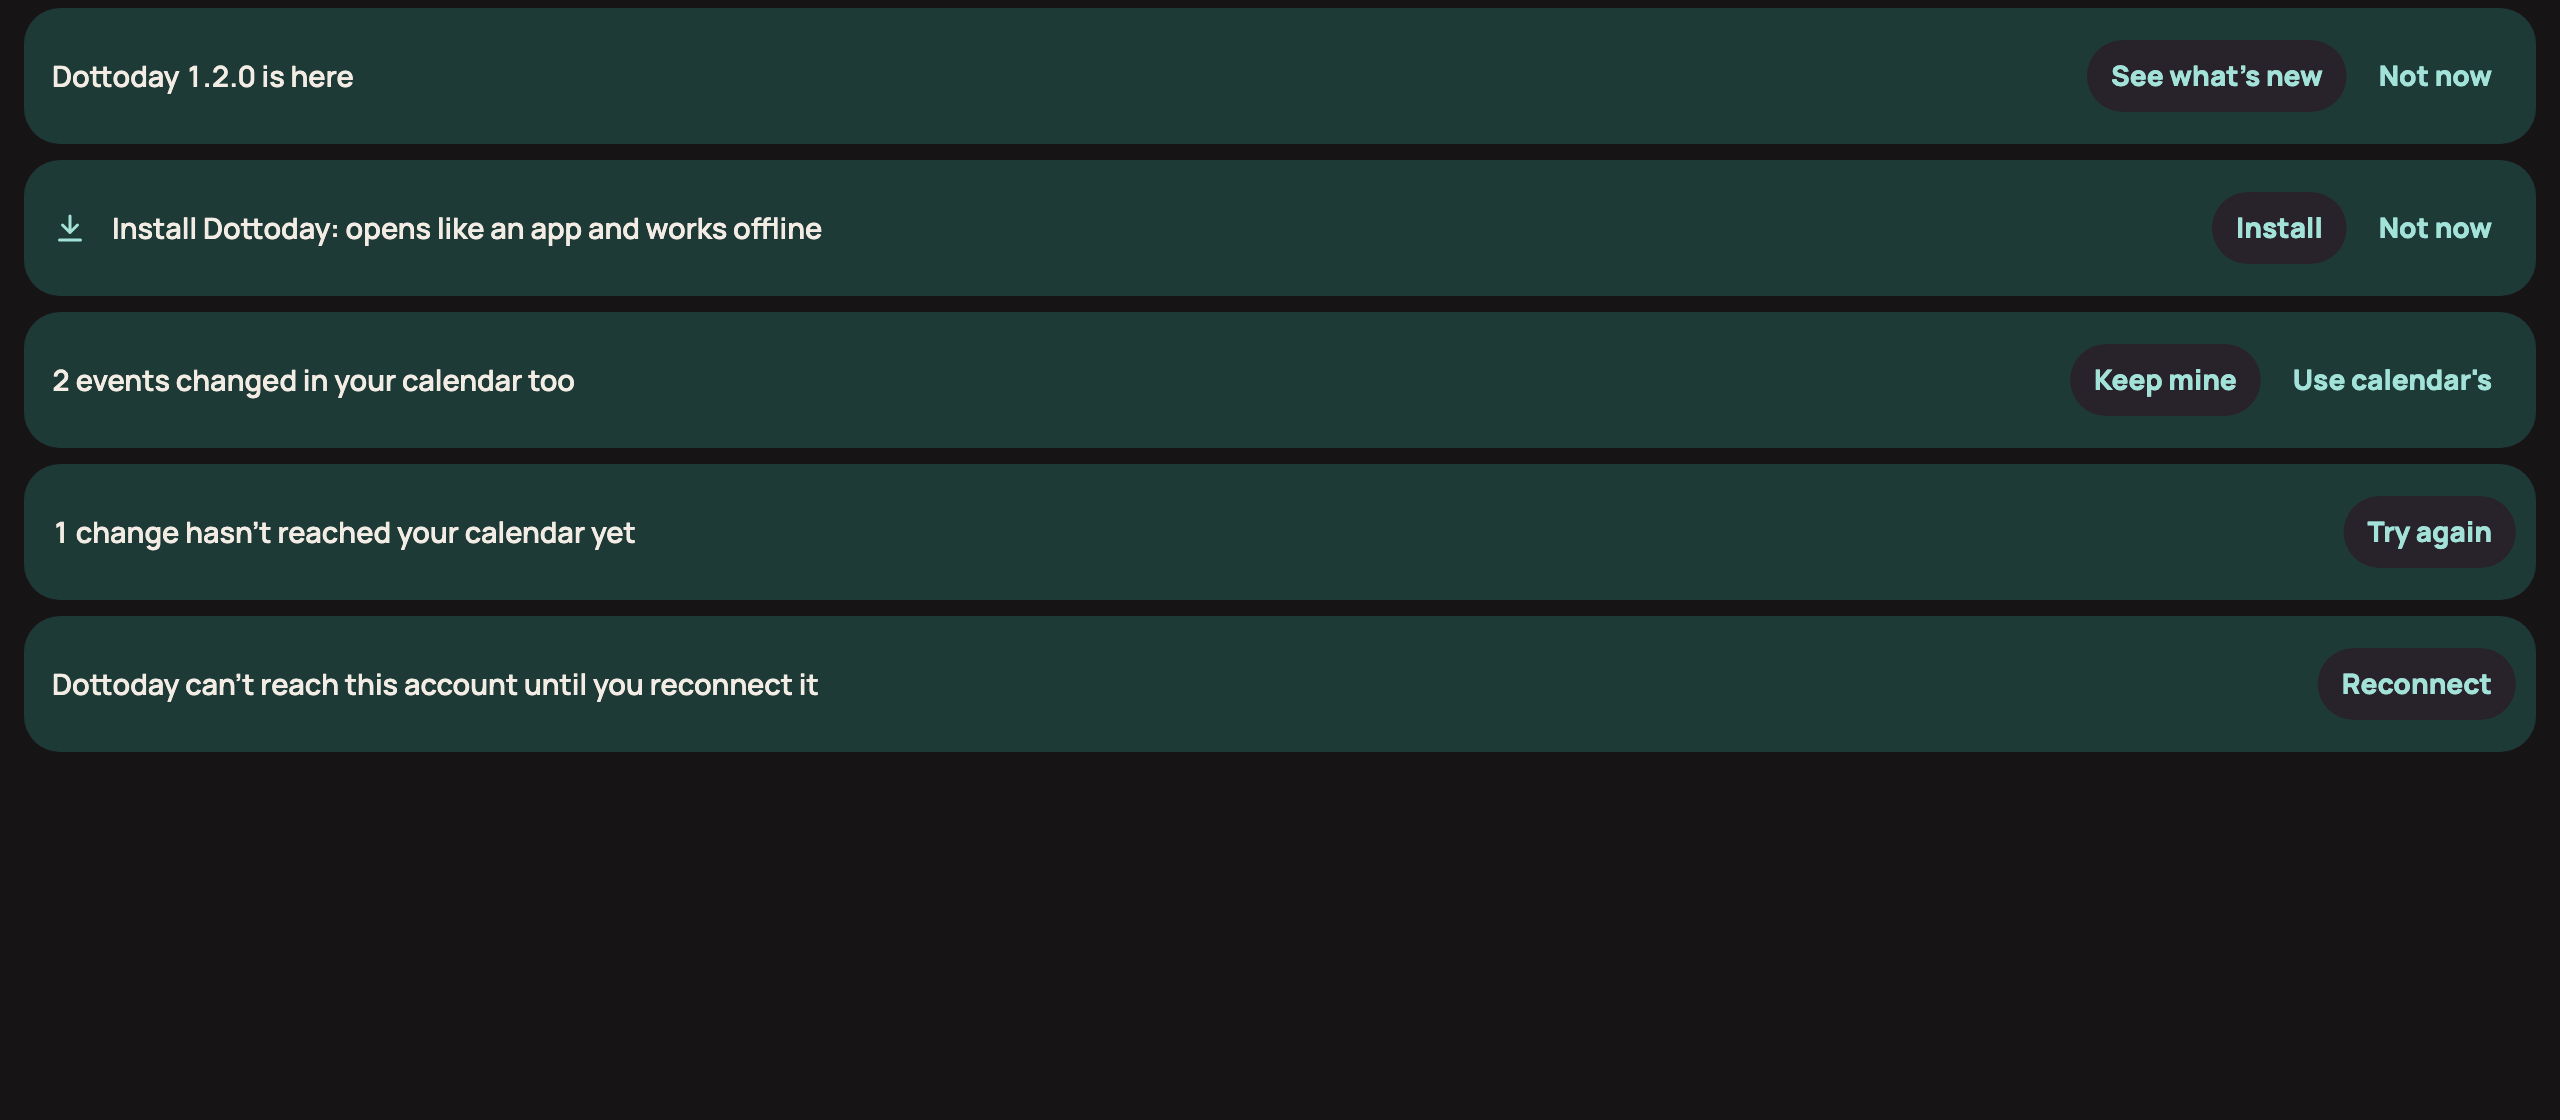 Dottoday 1.2.0 is here
See what’s new
Not now
Install Dottoday: opens like an app and works offline
Install
Not now
2 events changed in your calendar too
Keep mine
Use calendar's
1 change hasn’t reached your calendar yet
Try again
Dottoday can’t reach this account until you reconnect it
Reconnect